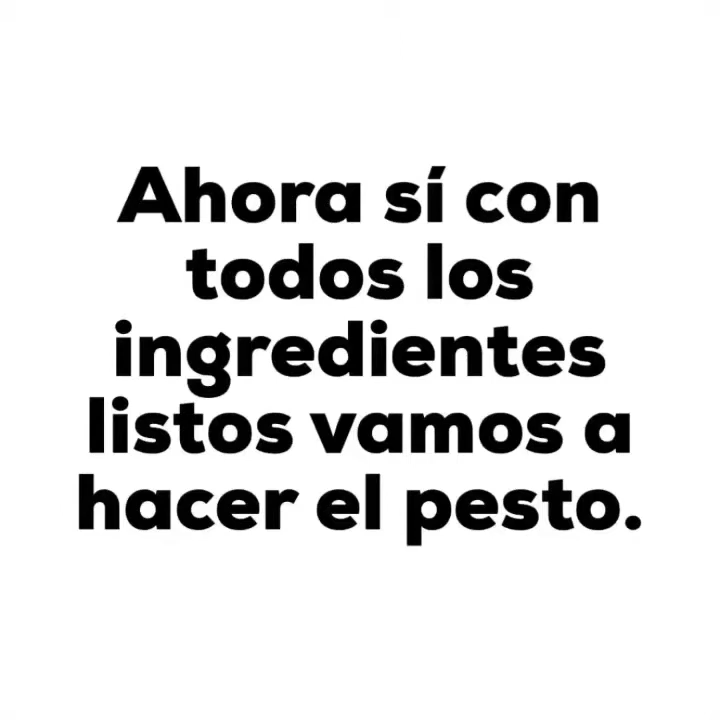 Ahora sí con
todos los
ingredientes
listos vamos a
hacer el pesto.